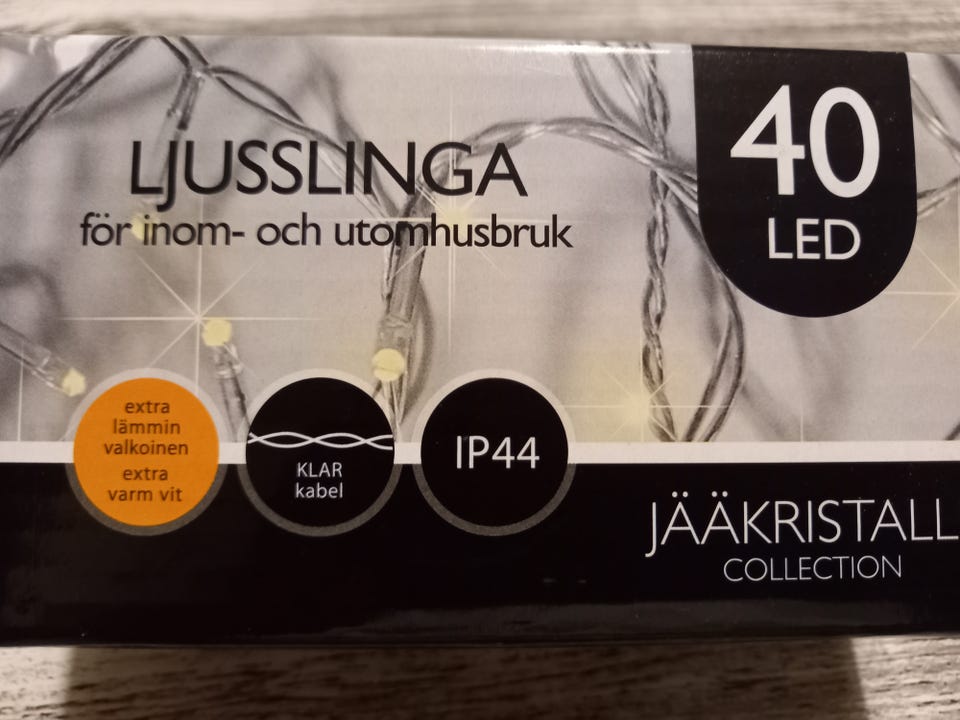 LJUSSLINGA
för inom- och utomhusbruk
40
LED
extra
lämmin
valkoinen
extra
varm vit
KLAR
kabel
IP44
JÄÄKRISTALL
COLLECTION